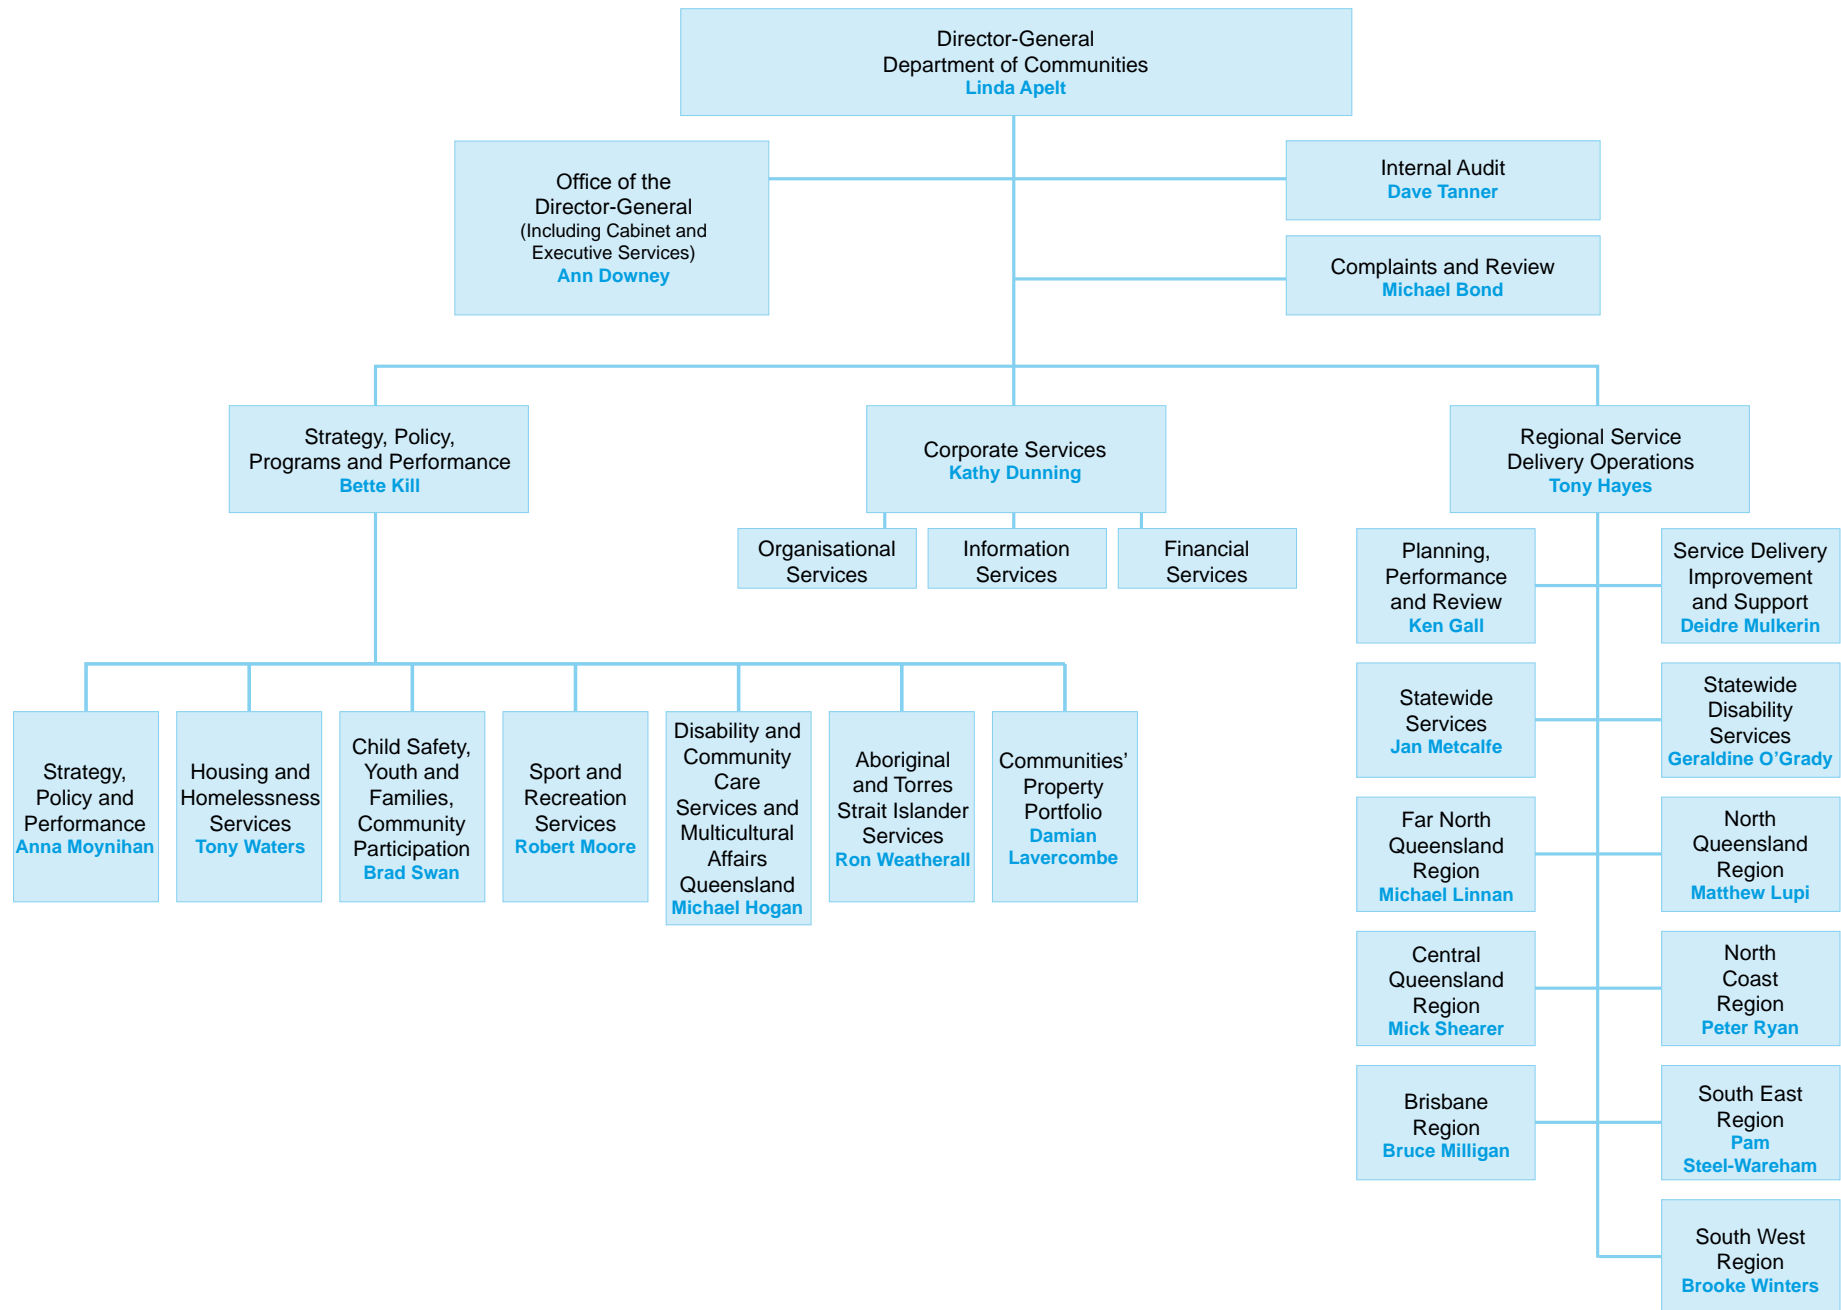 Director-General
Department of Communities
Linda Apelt
Office of the
Director-General
(Including Cabinet and
Executive Services)
Ann Downey
Internal Audit
Dave Tanner
Complaints and Review
Michael Bond
Strategy, Policy,
Programs and Performance
Bette Kill
Corporate Services
Kathy Dunning
Regional Service
Delivery Operations
Tony Hayes
Organisational
Services
Information
Services
Financial
Services
Planning,
Performance
and Review
Ken Gall
Service Delivery
Improvement
and Support
Deidre Mulkerin
Statewide
Services
Jan Metcalfe
Statewide
Disability
Services
Geraldine O’Grady
Strategy,
Policy and
Performance
Anna Moynihan
Housing and
Homelessness
Services
Tony Waters
Child Safety,
Youth and
Families,
Community
Participation
Brad Swan
Sport and
Recreation
Services
Robert Moore
Disability and
Community
Care
Services and
Multicultural
Affairs
Queensland
Michael Hogan
Aboriginal
and Torres
Strait Islander
Services
Ron Weatherall
Communities’
Property
Portfolio
Damian
Lavercombe
Far North
Queensland
Region
Michael Linnan
North
Queensland
Region
Matthew Lupi
Central
Queensland
Region
Mick Shearer
North
Coast
Region
Peter Ryan
Brisbane
Region
Bruce Milligan
South East
Region
Pam
Steel-Wareham
South West
Region
Brooke Winters